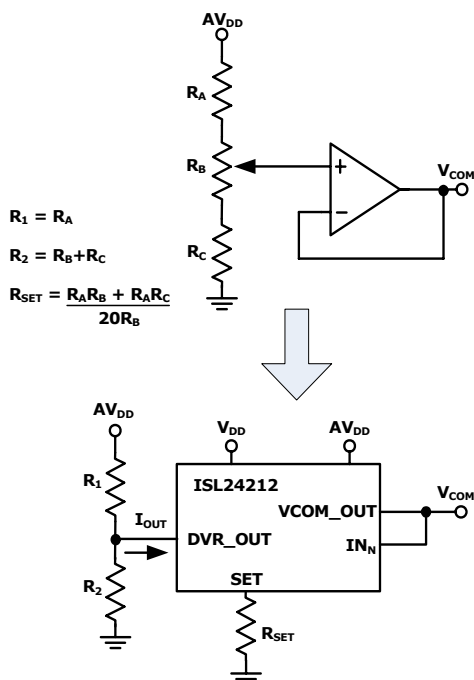 AVDD
RA
RB
RC
+
−
VCOM
R1 = RA
R2 = RB+RC
RSET = RARB + RARC
20RB
AVDD
VDD
AVDD
R1
IOUT
R2
ISL24212
VCOM_OUT
DVR_OUT
INN
SET
VCOM
RSET